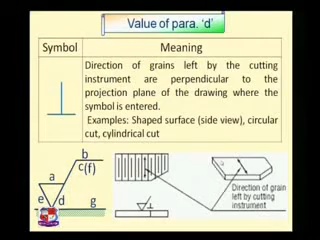 Value of para. ‘d’
Symbol Meaning
Direction of grains left by the cutting
instrument are perpendicular to the
projection plane of the drawing where the
symbol is entered.
Examples: Shaped surface (side view), circular
cut, cylindrical cut
b
c(f)
a
e d g
Direction of grain
left by cutting
instrument